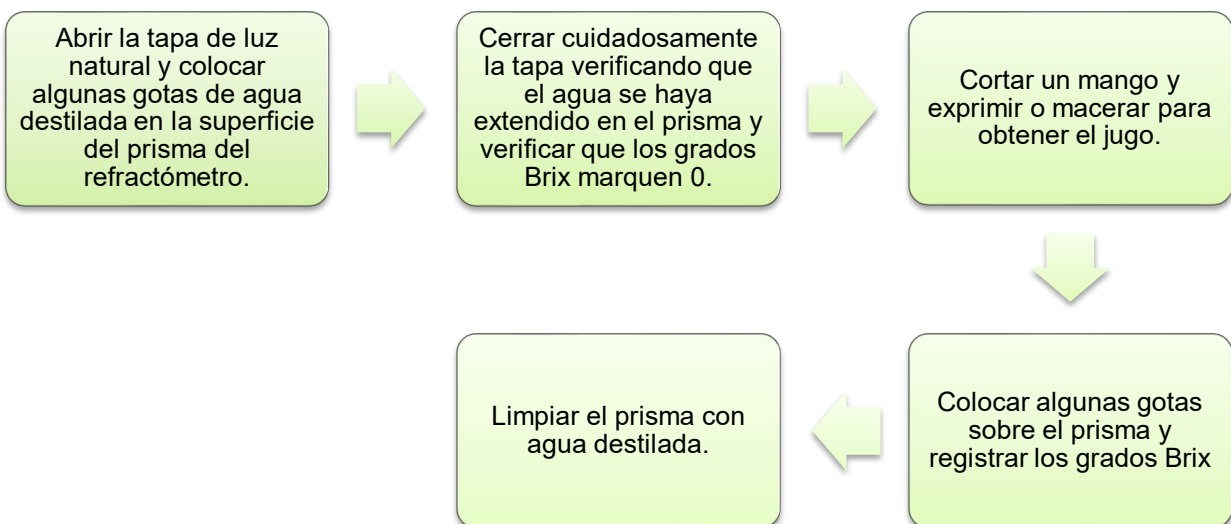 Abrir la tapa de luz
natural y colocar
algunas gotas de agua
destilada en la superficie
del prisma del
refractómetro.
Cerrar cuidadosamente
la tapa verificando que
el agua se haya
extendido en el prisma y
verificar que los grados
Brix marquen 0.
Cortar un mango y
exprimir o macerar para
obtener el jugo.
Colocar algunas gotas
sobre el prisma y
registrar los grados Brix
Limpiar el prisma con
agua destilada.